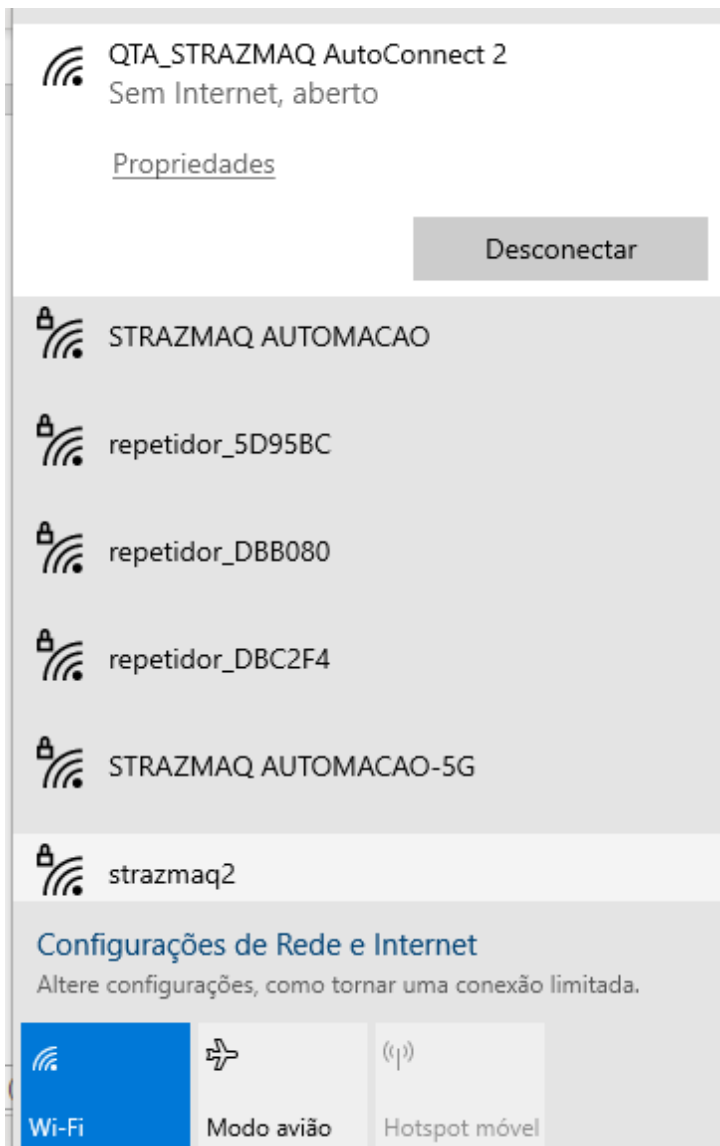 QTA_STRAZMAQ AutoConnect 2
Sem Internet, aberto
Propriedades
Desconectar
STRAZMAQ AUTOMACAO
repetidor_5D95BC
repetidor_DBB080
repetidor_DBC2F4
STRAZMAQ AUTOMACAO-5G
strazmaq2
Configurações de Rede e Internet
Altere configurações, como tornar uma conexão limitada.
Wi-Fi
Modo avião
Hotspot móvel